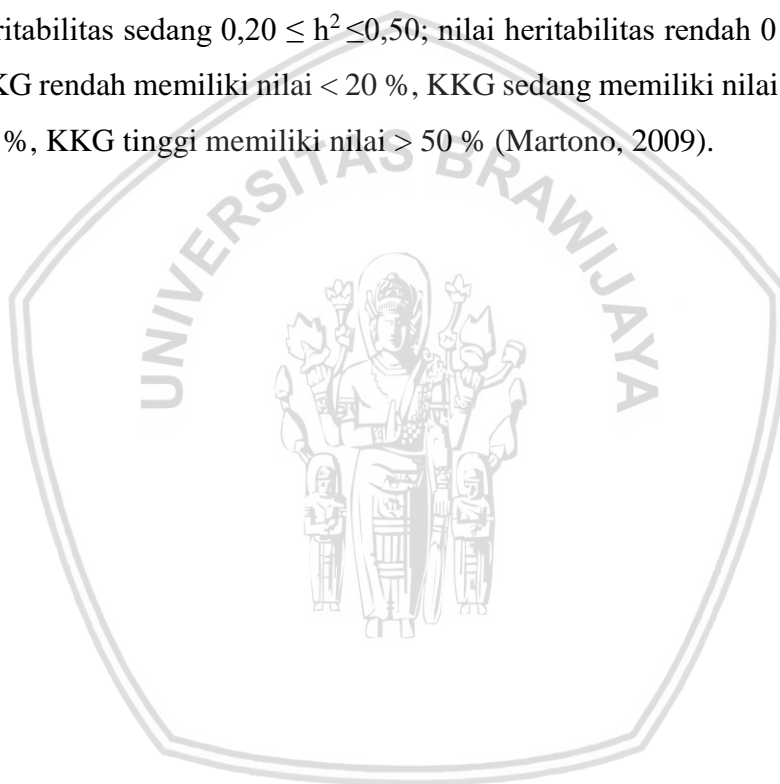 ritabilitas sedang 0,20 ≤ h² ≤0,50; nilai heritabilitas rendah 0
KG rendah memiliki nilai < 20 %, KKG sedang memiliki nilai
%, KKG tinggi memiliki nilai > 50 % (Martono, 2009).
UNIVERSITAS BRAWIJAYA